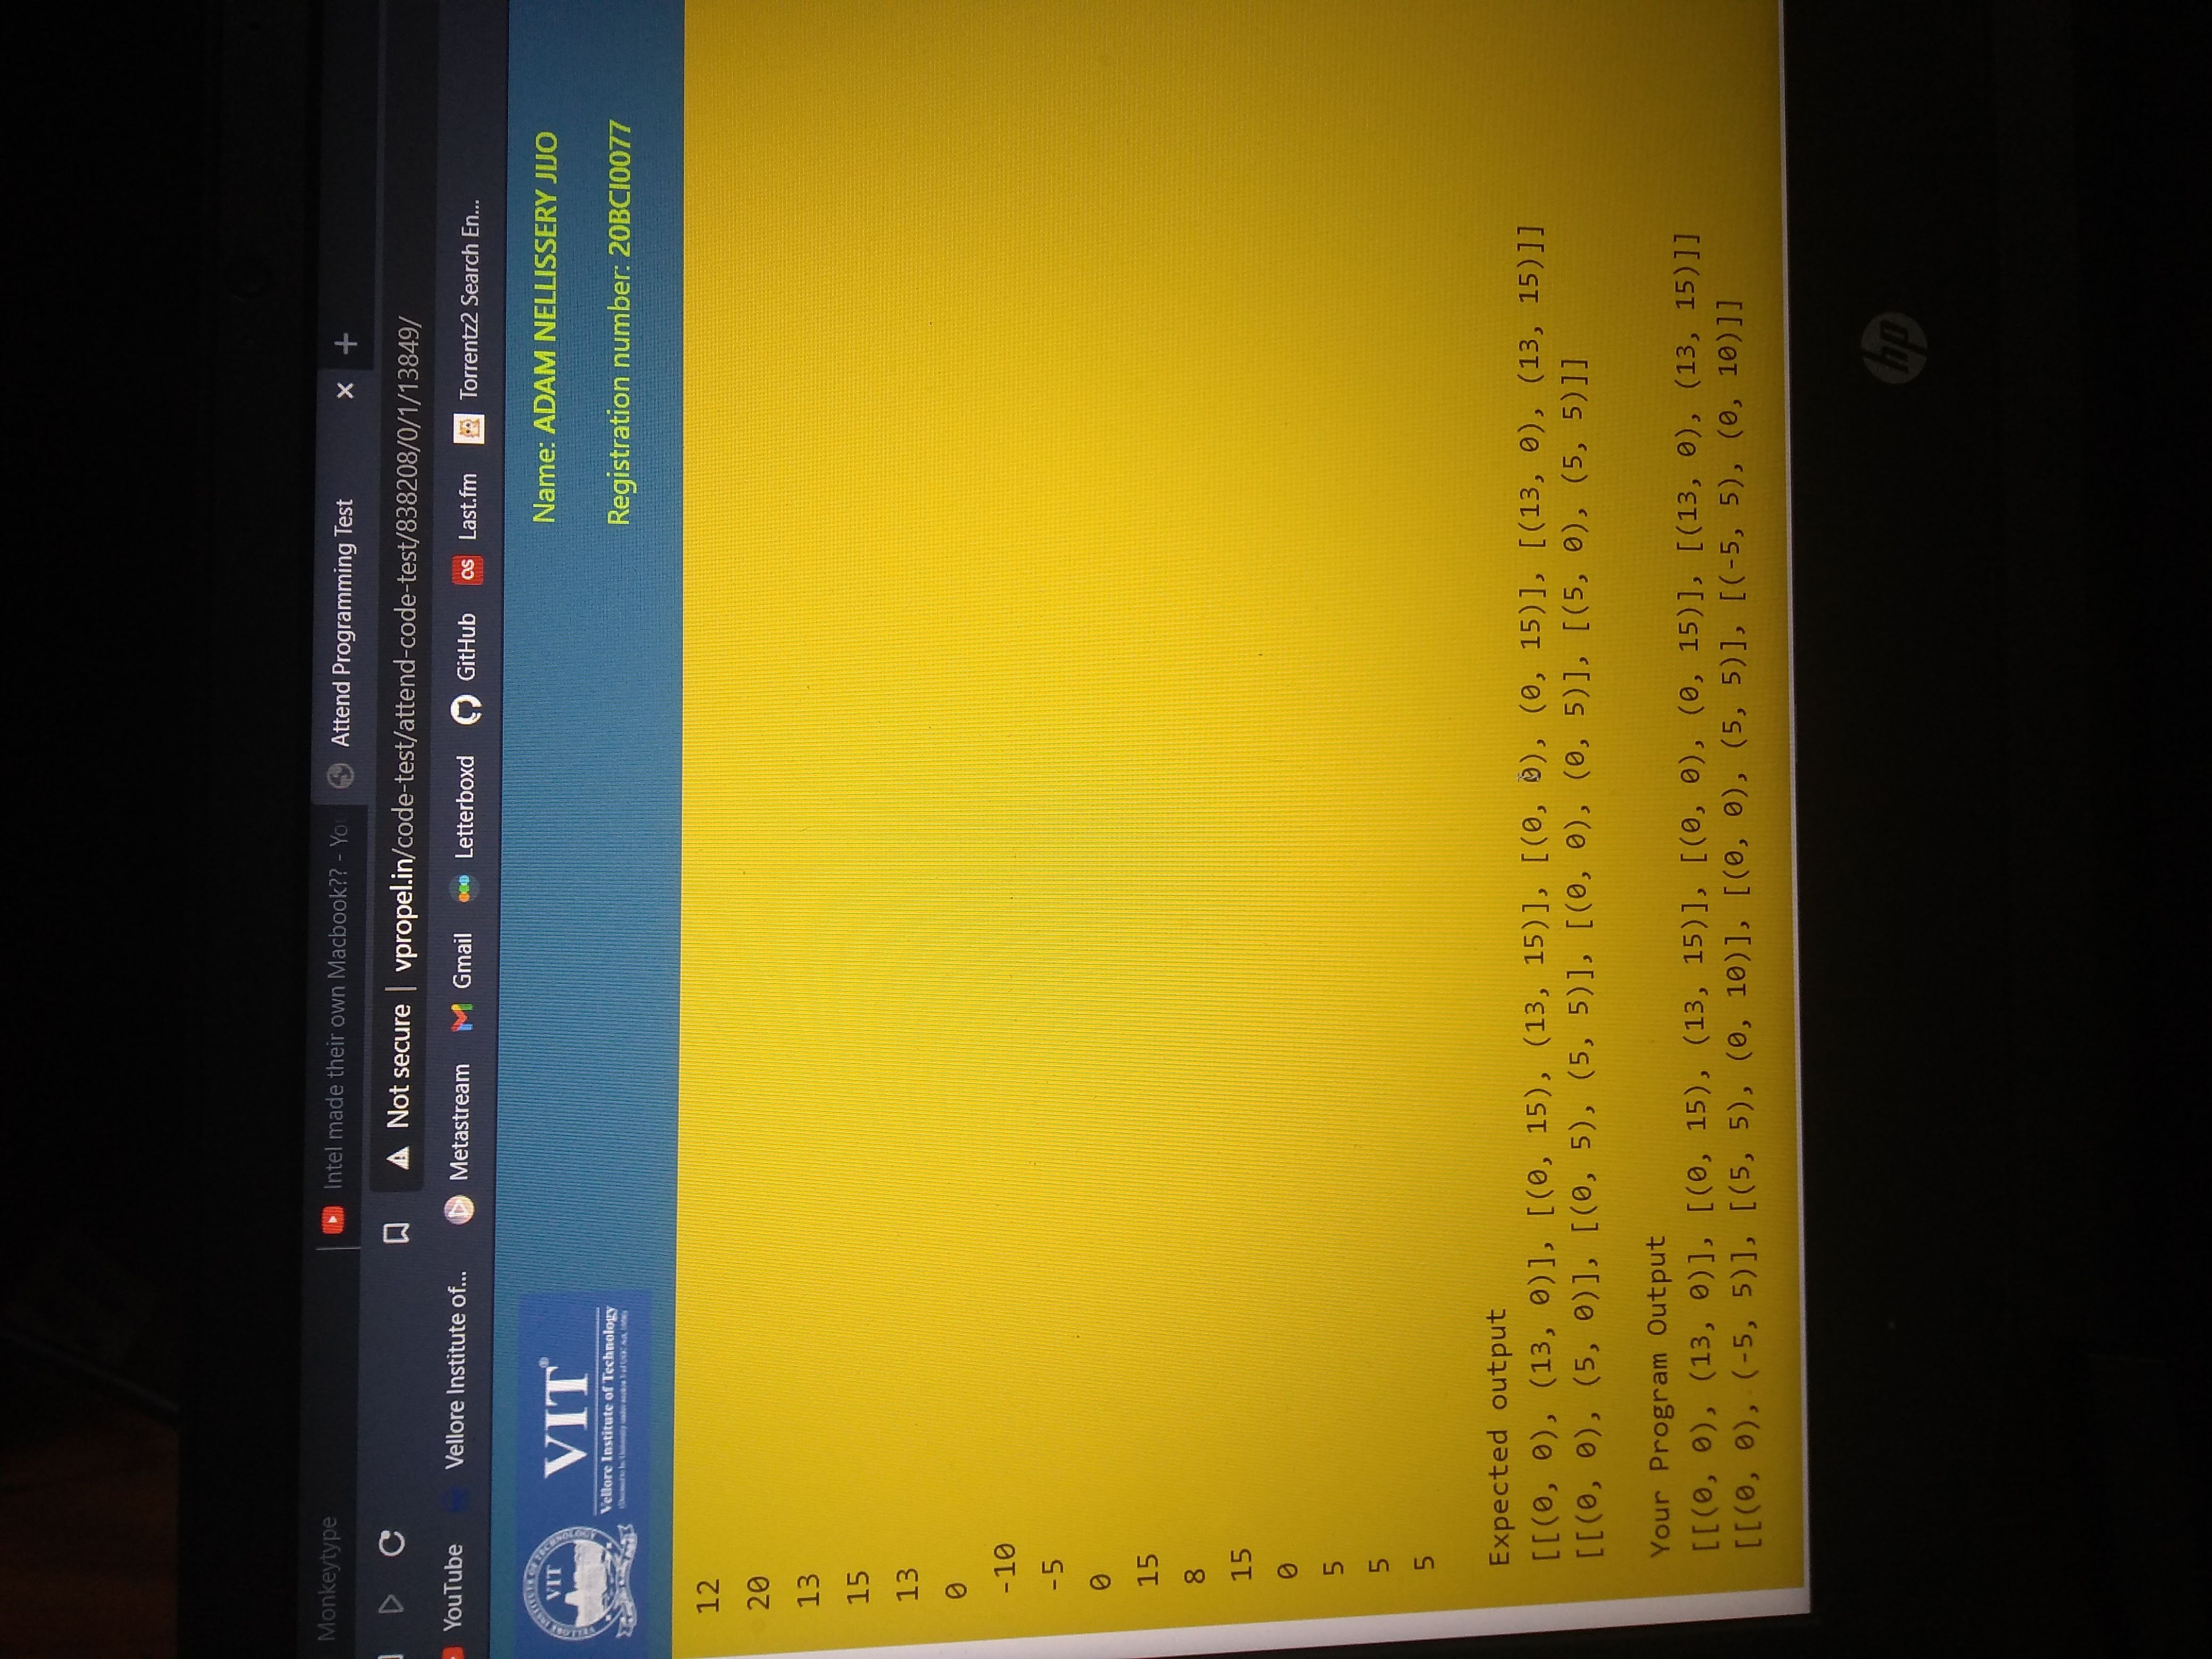 Monkeytype
Intel made their own Macbook?? - Yo
Attend Programming Test
Not secure | vpropel.in/code-test/attend-code-test/838208/0/1/13849/
YouTube
Vellore Institute of...
Metastream
Gmail
Letterboxd
GitHub
Last.fm
Torrentz2 Search En...
VIT
VIT®
Vellore Institute of Technology
Name: ADAM NELLISSERY JIJO
Registration number: 20BCI0077
12
20
13
15
13
0
-10
-5
0
15
8
15
0
5
5
5
Expected output
[[(0, 0), (13, 0)], [(0, 15), (13, 15)], [(0, 0), (0, 15)], [(13, 0), (13, 15)]]
[[(0, 0), (5, 0)], [(0, 5), (5, 5)], [(0, 0), (0, 5)], [(5, 0), (5, 5)]]
Your Program Output
[[(0, 0), (13, 0)], [(0, 15), (13, 15)], [(0, 0), (0, 15)], [(13, 0), (13, 15)]]
[[(0, 0), (-5, 5)], [(5, 5), (0, 10)], [(0, 0), (5, 5)], [(-5, 5), (0, 10)]]
hp